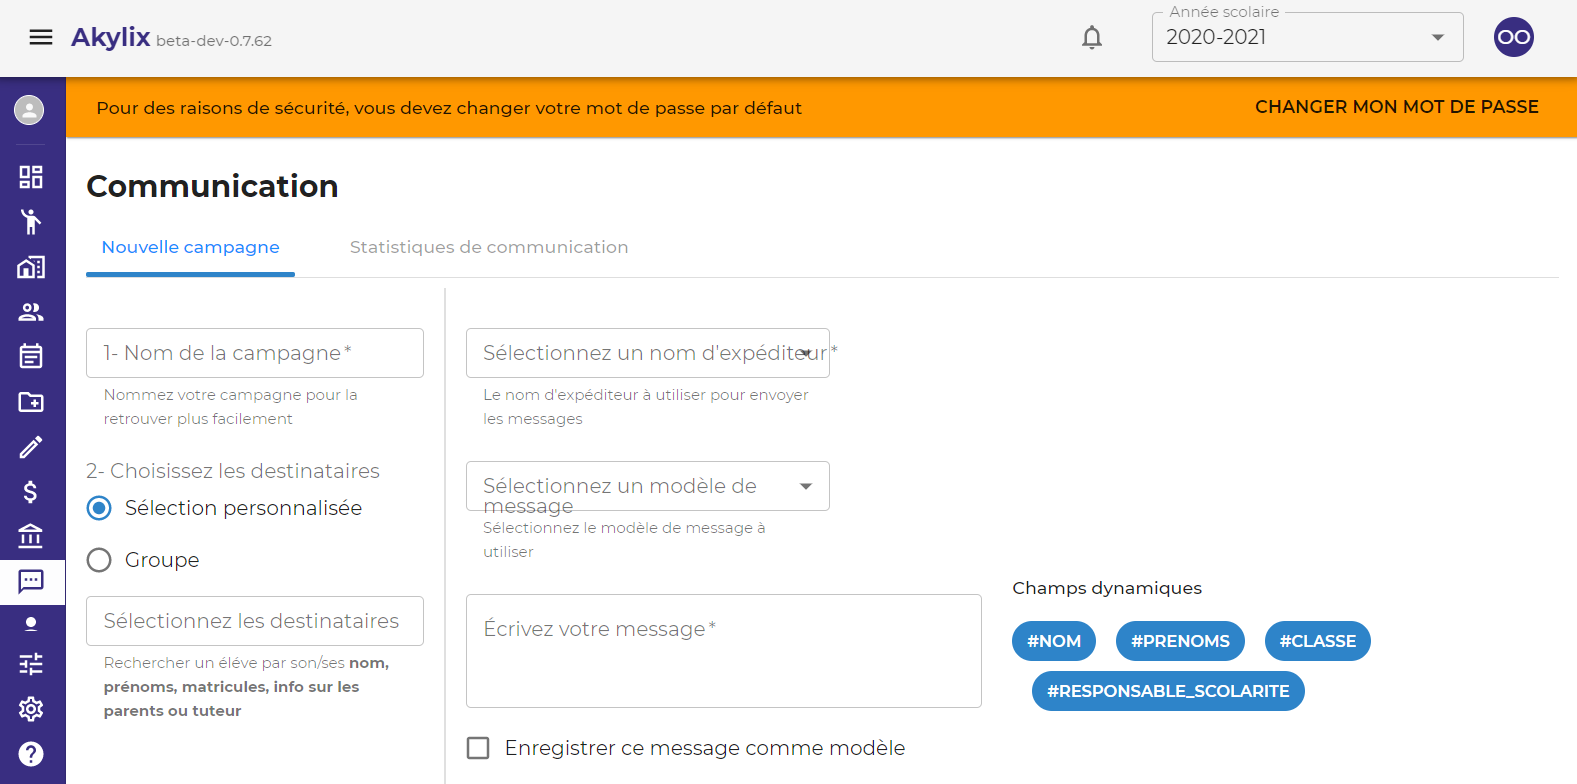 Akylix beta-dev-0.7.62
Année scolaire
2020-2021
OO
Pour des raisons de sécurité, vous devez changer votre mot de passe par défaut
CHANGER MON MOT DE PASSE
Communication
Nouvelle campagne
Statistiques de communication
1- Nom de la campagne *
Nommez votre campagne pour la
retrouver plus facilement
2- Choisissez les destinataires
Sélection personnalisée
Groupe
Sélectionnez les destinataires
Rechercher un éléve par son/ses nom,
prénoms, matricules, info sur les
parents ou tuteur
Sélectionnez un nom d'expéditeur *
Le nom d'expéditeur à utiliser pour envoyer
les messages
Sélectionnez un modèle de
message
Sélectionnez le modèle de message à
utiliser
Écrivez votre message *
Enregistrer ce message comme modèle
Champs dynamiques
#NOM
#PRENOMS
#CLASSE
#RESPONSABLE_SCOLARITE